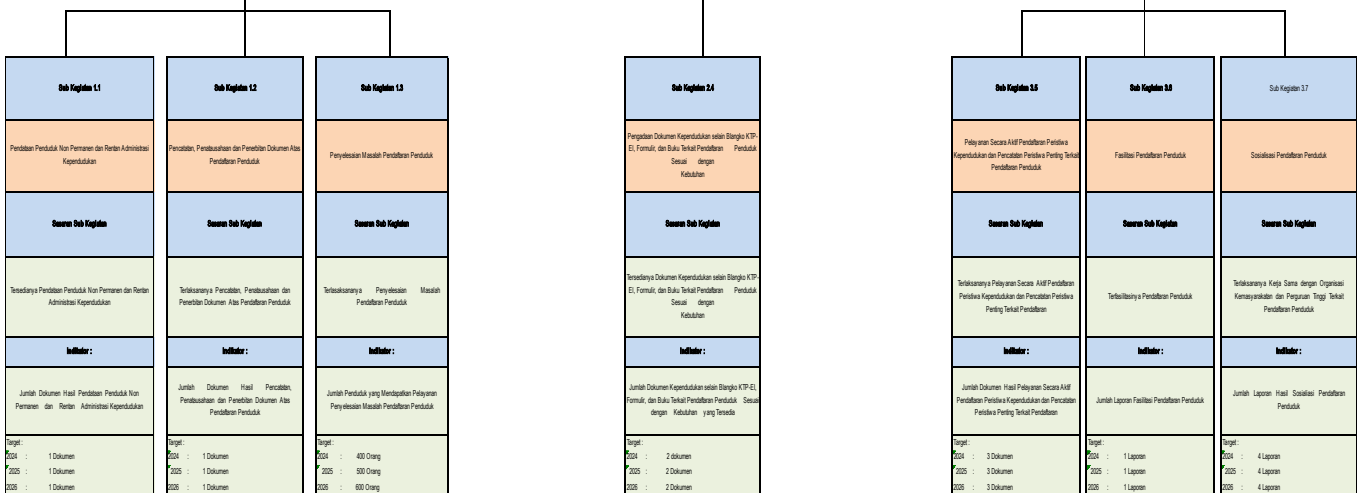 Sub Kegiatan 1.1
Pendataan Penduduk Non Permanen dan Rentan Administrasi
Kependudukan
Sasaran Sub Kegiatan
Tersedianya Pendataan Penduduk Non Permanen dan Rentan
Administrasi Kependudukan
Indikator :
Jumlah Dokumen Hasil Pendataan Penduduk Non
Permanen dan Rentan Administrasi Kependudukan
Target :
2024 : 1 Dokumen
2025 : 1 Dokumen
2026 : 1 Dokumen
Sub Kegiatan 1.2
Pencatatan, Penatausahaan dan Penerbitan Dokumen Atas
Pendaftaran Penduduk
Sasaran Sub Kegiatan
Terlaksananya Pencatatan, Penatausahaan dan
Penerbitan Dokumen Atas Pendaftaran Penduduk
Indikator :
Jumlah Dokumen Hasil Pencatatan,
Penatausahaan dan Penerbitan Dokumen Atas
Pendaftaran Penduduk
Target :
2024 : 1 Dokumen
2025 : 1 Dokumen
2026 : 1 Dokumen
Sub Kegiatan 1.3
Penyelesaian Masalah Pendaftaran Penduduk
Sasaran Sub Kegiatan
Terlasaksananya Penyelesaian Masalah
Pendaftaran Penduduk
Indikator :
Jumlah Penduduk yang Mendapatkan Pelayanan
Penyelesaian Masalah Pendaftaran Penduduk
Target :
2024 : 400 Orang
2025 : 500 Orang
2026 : 600 Orang
Sub Kegiatan 2.4
Pengadaan Dokumen Kependudukan selain Blangko KTP-
El, Formulir, dan Buku Terkait Pendaftaran Penduduk
Sesuai dengan
Kebutuhan
Sasaran Sub Kegiatan
Tersedanya Dokumen Kependudukan selain Blangko KTP-
El, Formulir, dan Buku Terkait Pendaftaran Penduduk
Sesuai dengan
Kebutuhan
Indikator :
Jumlah Dokumen Kependudukan selain Blangko KTP-El,
Formulir, dan Buku Terkait Pendaftaran Penduduk Sesuai
dengan Kebutuhan yang Tersedia
Target :
2024 : 2 dokumen
2025 : 2 Dokumen
2026 : 2 Dokumen
Sub Kegiatan 3.5
Pelayanan Secara Aktif Pendaftaran Peristiwa
Kependudukan dan Pencatatan Peristiwa Penting Terkait
Pendaftaran Penduduk
Sasaran Sub Kegiatan
Terlaksananya Pelayanan Secara Aktif Pendaftaran
Peristiwa Kependudukan dan Pencatatan Peristiwa
Penting Terkait Pendaftaran
Indikator :
Jumlah Dokumen Hasil Pelayanan Secara Aktif
Pendaftaran Peristiwa Kependudukan dan Pencatatan
Peristiwa Penting Terkait Pendaftaran
Target :
2024 : 3 Dokumen
2025 : 3 Dokumen
2026 : 3 Dokumen
Sub Kegiatan 3.6
Fasilitasi Pendaftaran Penduduk
Sasaran Sub Kegiatan
Terfasilitasinya Pendaftaran Penduduk
Indikator :
Jumlah Laporan Fasilitasi Pendaftaran Penduduk
Target :
2024 : 1 Laporan
2025 : 1 Laporan
2026 : 1 Laporan
Sub Kegiatan 3.7
Sosialisasi Pendaftaran Penduduk
Sasaran Sub Kegiatan
Terlaksananya Kerja Sama dengan Organisasi
Kemasyarakatan dan Perguruan Tinggi Terkait
Pendaftaran Penduduk
Indikator :
Jumlah Laporan Hasil Sosialiasi Pendaftaran
Penduduk
Target :
2024 : 4 Laporan
2025 : 4 Laporan
2026 : 4 Laporan